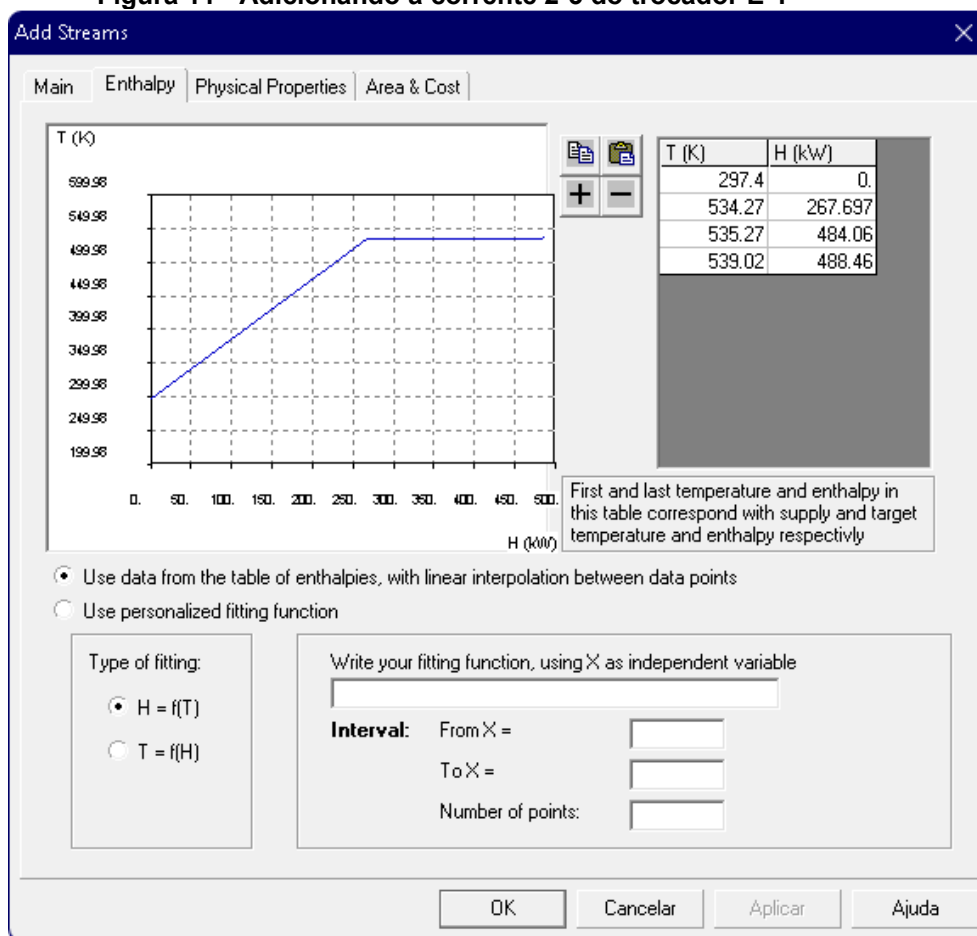 Figura 11 - Adicionando a corrente 2-3 do trocador E-1
Add Streams
Main Enthalpy Physical Properties Area & Cost
T (K)
599.98
549.98
499.98
449.98
399.98
349.98
299.98
249.98
199.98
0. 50. 100. 150. 200. 250. 300. 350. 400. 450. 500.
H (kW)
T (K) H (kW)
297.4 0.
534.27 267.697
535.27 484.06
539.02 488.46
First and last temperature and enthalpy in
this table correspond with supply and target
temperature and enthalpy respectivly
Use data from the table of enthalpies, with linear interpolation between data points
Use personalized fitting function
Type of fitting:
H = f(T)
T = f(H)
Write your fitting function, using X as independent variable
Interval: From X =
To X =
Number of points:
OK Cancelar Aplicar Ajuda